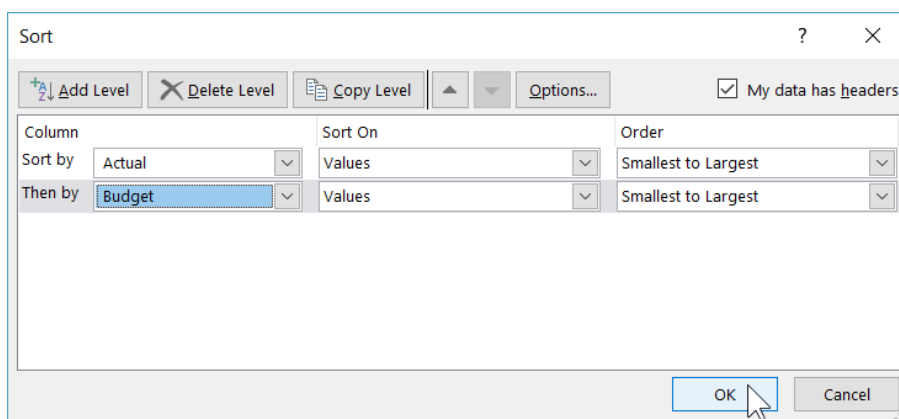 Sort ?
Add Level Delete Level Copy Level Options... My data has headers
Column Sort On Order
Sort by Actual Values Smallest to Largest
Then by Budget Values Smallest to Largest
OK Cancel